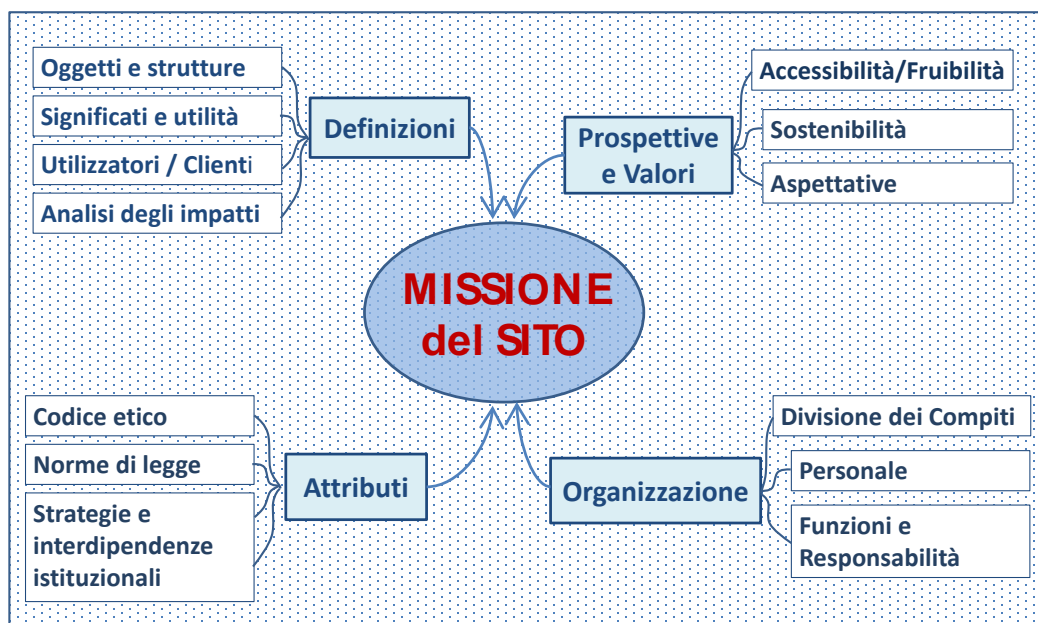 Oggetti e strutture
Significati e utilità
Utilizzatori / Clienti
Analisi degli impatti
Definizioni
Prospettive
e Valori
Accessibilità/Fruibilità
Sostenibilità
Aspettative
MISSIONE
del SITO
Codice etico
Norme di legge
Strategie e
interdipendenze
istituzionali
Attributi
Organizzazione
Divisione dei Compiti
Personale
Funzioni e
Responsabilità